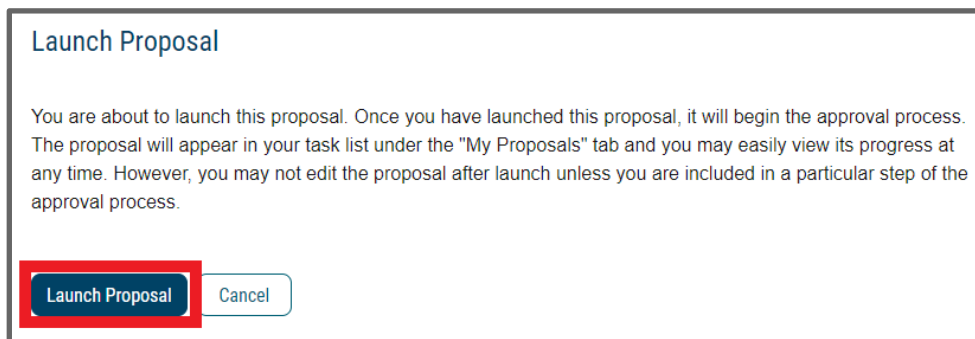 Launch Proposal
You are about to launch this proposal. Once you have launched this proposal, it will begin the approval process.
The proposal will appear in your task list under the "My Proposals" tab and you may easily view its progress at
any time. However, you may not edit the proposal after launch unless you are included in a particular step of the
approval process.
Launch Proposal
Cancel